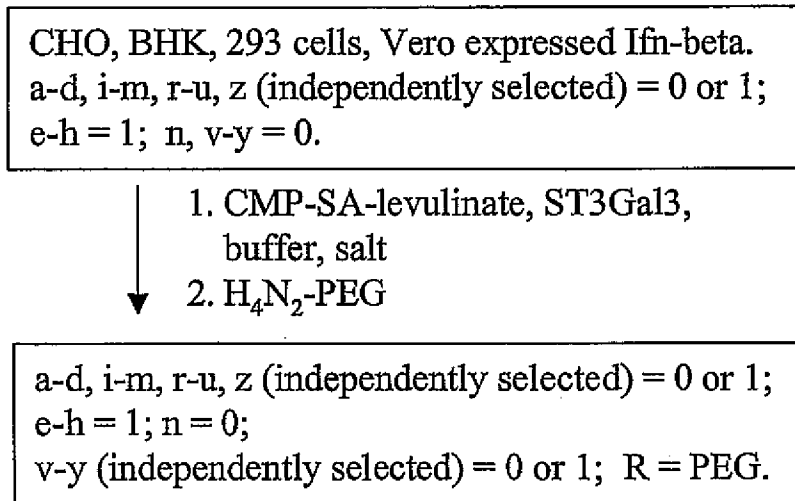 CHO, BHK, 293 cells, Vero expressed Ifn-beta.
a-d, i-m, r-u, z (independently selected) = 0 or 1;
e-h = 1; n, v-y = 0.
1. CMP-SA-levulinate, ST3Gal3,
buffer, salt
2. H₄N₂-PEG
a-d, i-m, r-u, z (independently selected) = 0 or 1;
e-h = 1; n = 0;
v-y (independently selected) = 0 or 1; R = PEG.